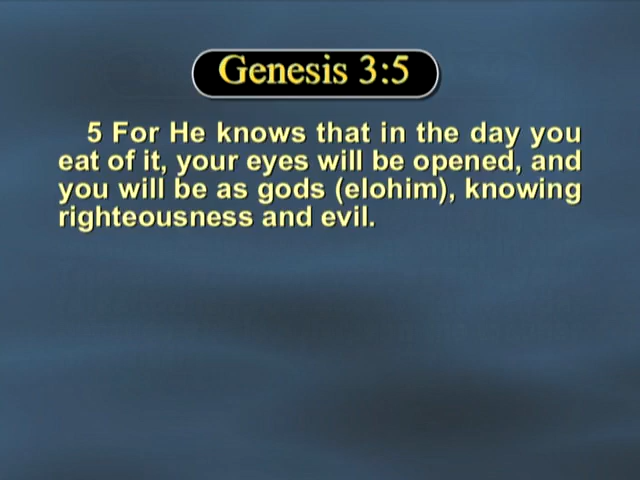 Genesis 3:5
5 For He knows that in the day you
eat of it, your eyes will be opened, and
you will be as gods (elohim), knowing
righteousness and evil.